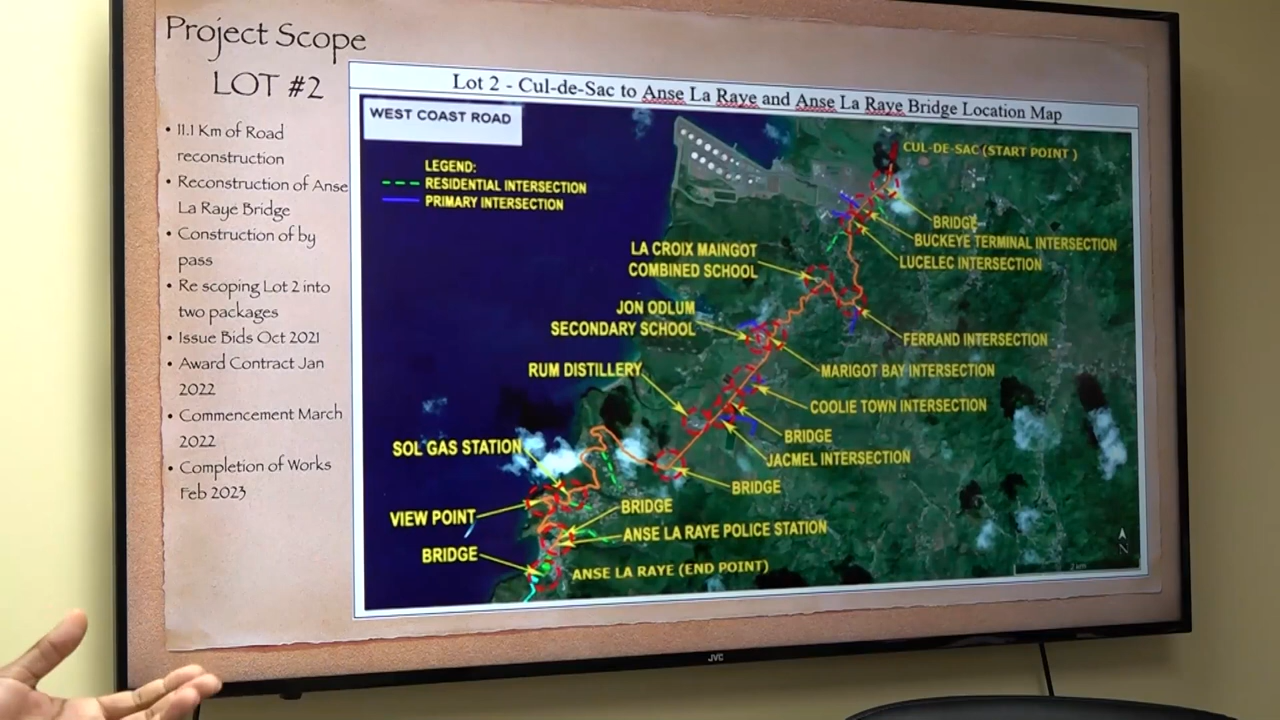 Project Scope
LOT #2
• 11.1 Km of Road
reconstruction
• Reconstruction of Anse
La Raye Bridge
• Construction of by
pass
• Re scoping Lot 2 into
two packages
• Issue Bids Oct 2021
• Award Contract Jan
2022
• Commencement March
2022
• Completion of Works
Feb 2023
Lot 2 - Cul-de-Sac to Anse La Raye and Anse La Raye Bridge Location Map
WEST COAST ROAD
LEGEND:
RESIDENTIAL INTERSECTION
PRIMARY INTERSECTION
CUL-DE-SAC (START POINT )
BRIDGE
BUCKEYE TERMINAL INTERSECTION
LUCELEC INTERSECTION
LA CROIX MAINGOT
COMBINED SCHOOL
JON ODLUM
SECONDARY SCHOOL
FERRAND INTERSECTION
RUM DISTILLERY
MARIGOT BAY INTERSECTION
COOLIE TOWN INTERSECTION
BRIDGE
JACMEL INTERSECTION
SOL GAS STATION
BRIDGE
VIEW POINT
BRIDGE
ANSE LA RAYE POLICE STATION
BRIDGE
ANSE LA RAYE (END POINT)
N
JVC